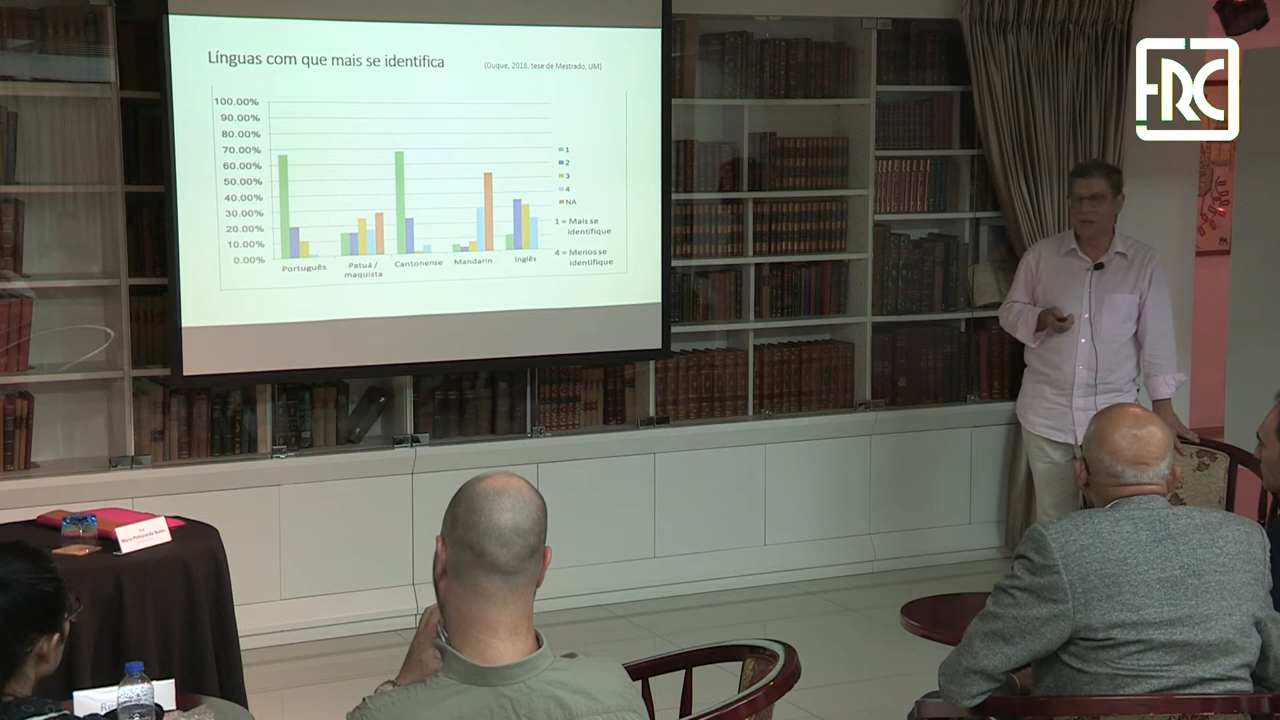 FRC
Línguas com que mais se identifica
(Duque, 2018, tese de Mestrado, UM)
100.00%
90.00%
80.00%
70.00%
60.00%
50.00%
40.00%
30.00%
20.00%
10.00%
0.00%
Português
Patuá /
maquista
Cantonense
Mandarin
Inglês
1
2
3
4
NA
1 = Mais se
identifique
4 = Menos se
identifique